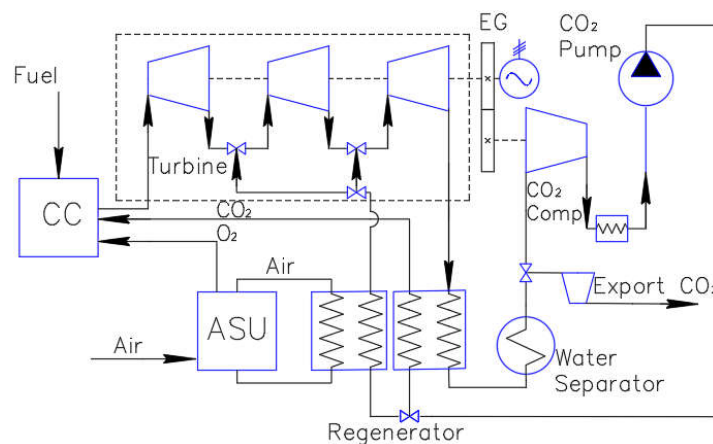 EG
CO₂
Pump
Fuel
Turbine
CC
CO₂
O₂
CO₂
Comp
Air
ASU
Air
Export CO₂
Water
Separator
Regenerator